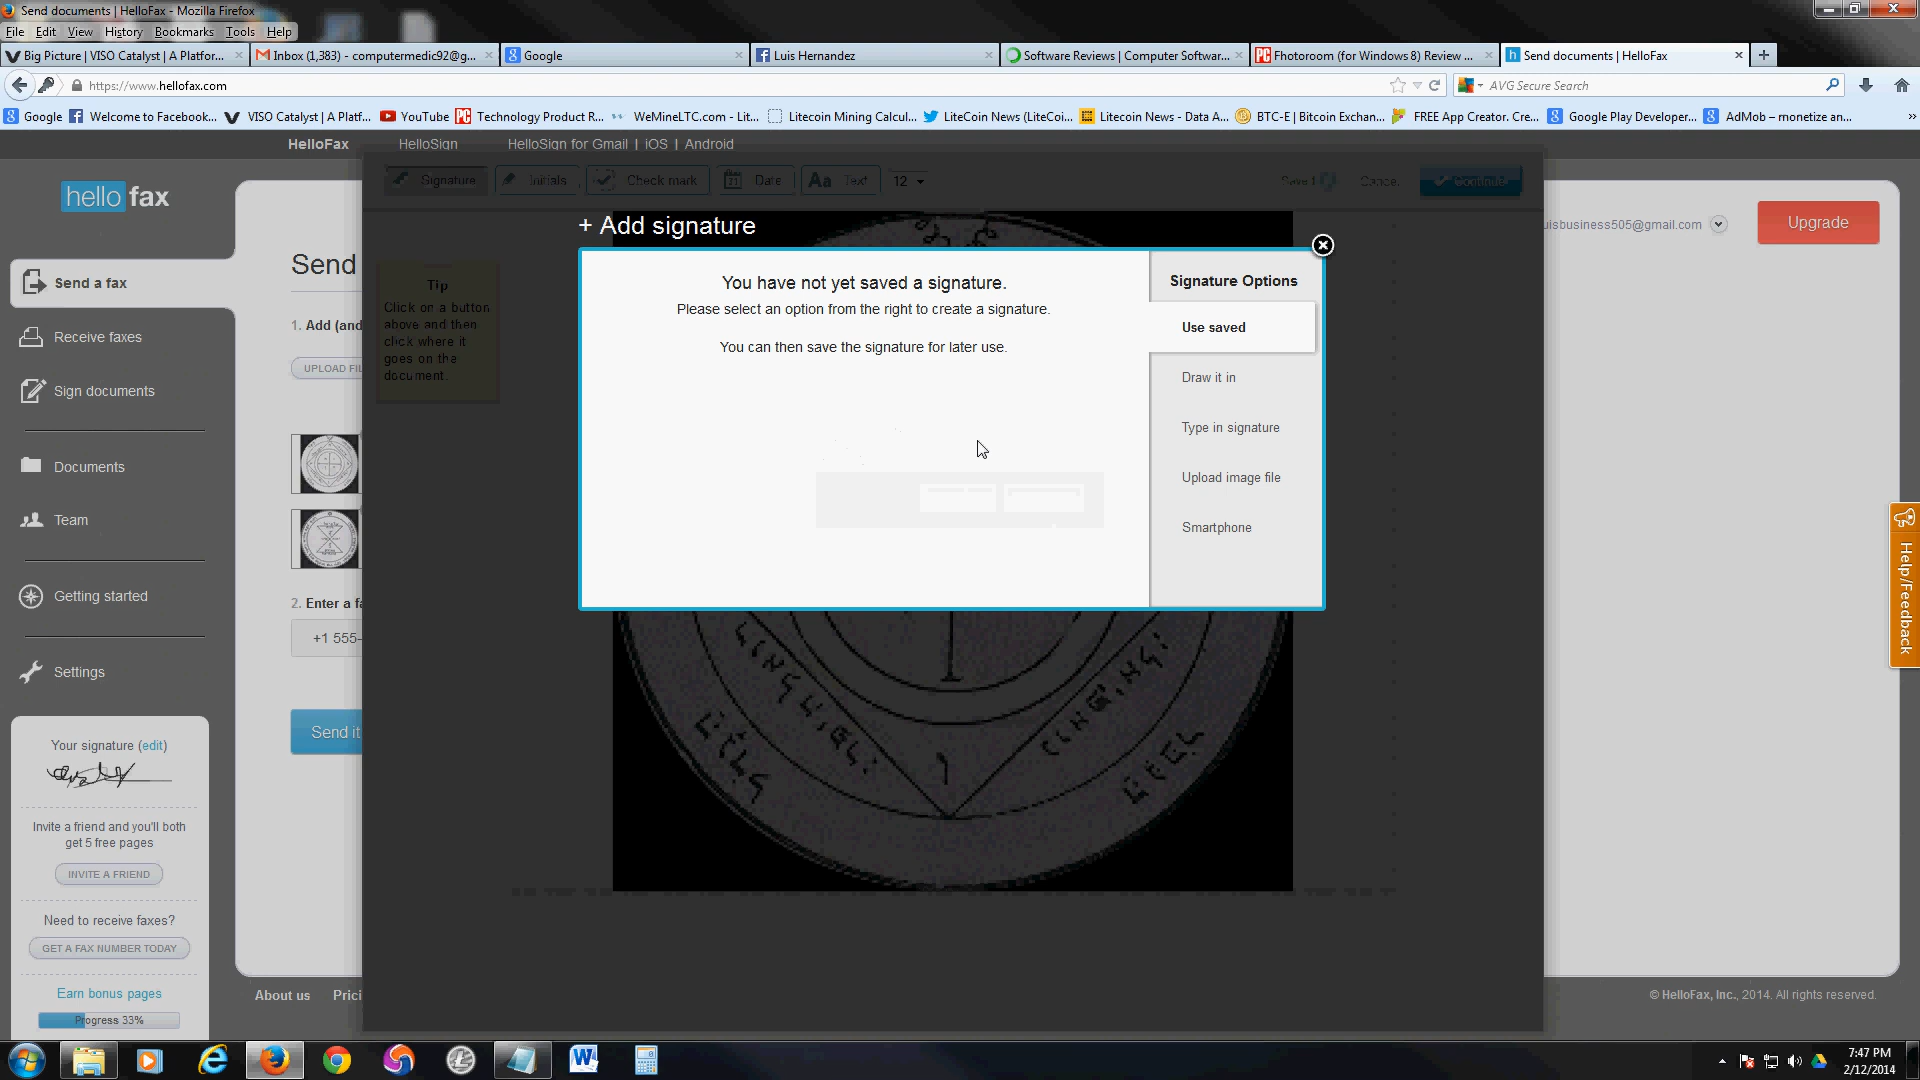 Send documents | HelloFax - Mozilla Firefox
File Edit View History Bookmarks Tools Help
Big Picture | VISO Catalyst | A Platfor...
Inbox (1,383) - computermedic92@g...
Google
Luis Hernandez
Software Reviews | Computer Softwar...
Fhotoroom (for Windows 8) Review ...
Send documents | HelloFax
https://www.hellofax.com
AVG Secure Search
Google Welcome to Facebook... VISO Catalyst | A Platf... YouTube Technology Product R... WeMineLTC.com - Lit... Litecoin Mining Calcul... LiteCoin News (LiteCoi... Litecoin News - Data A... BTC-E | Bitcoin Exchan... FREE App Creator. Cre... Google Play Developer... AdMob – monetize an... »
HelloFax HelloSign HelloSign for Gmail | iOS | Android
hello fax
Signature Initials Check mark Date Aa Text 12
Saved Cancel Continue
uisbusiness505@gmail.com
Upgrade
+ Add signature
Send
Send a fax
Receive faxes
Sign documents
Documents
Team
Getting started
Settings
1. Add (and
UPLOAD FIL
2. Enter a fa
+1 555-
Send it
Tip
Click on a button
above and then
click where it
goes on the
document.
You have not yet saved a signature.
Please select an option from the right to create a signature.
You can then save the signature for later use.
Signature Options
Use saved
Draw it in
Type in signature
Upload image file
Smartphone
Help/Feedback
Your signature (edit)
Invite a friend and you'll both
get 5 free pages
INVITE A FRIEND
Need to receive faxes?
GET A FAX NUMBER TODAY
Earn bonus pages
Progress 33%
About us Prici
© HelloFax, Inc., 2014. All rights reserved.
7:47 PM
2/12/2014